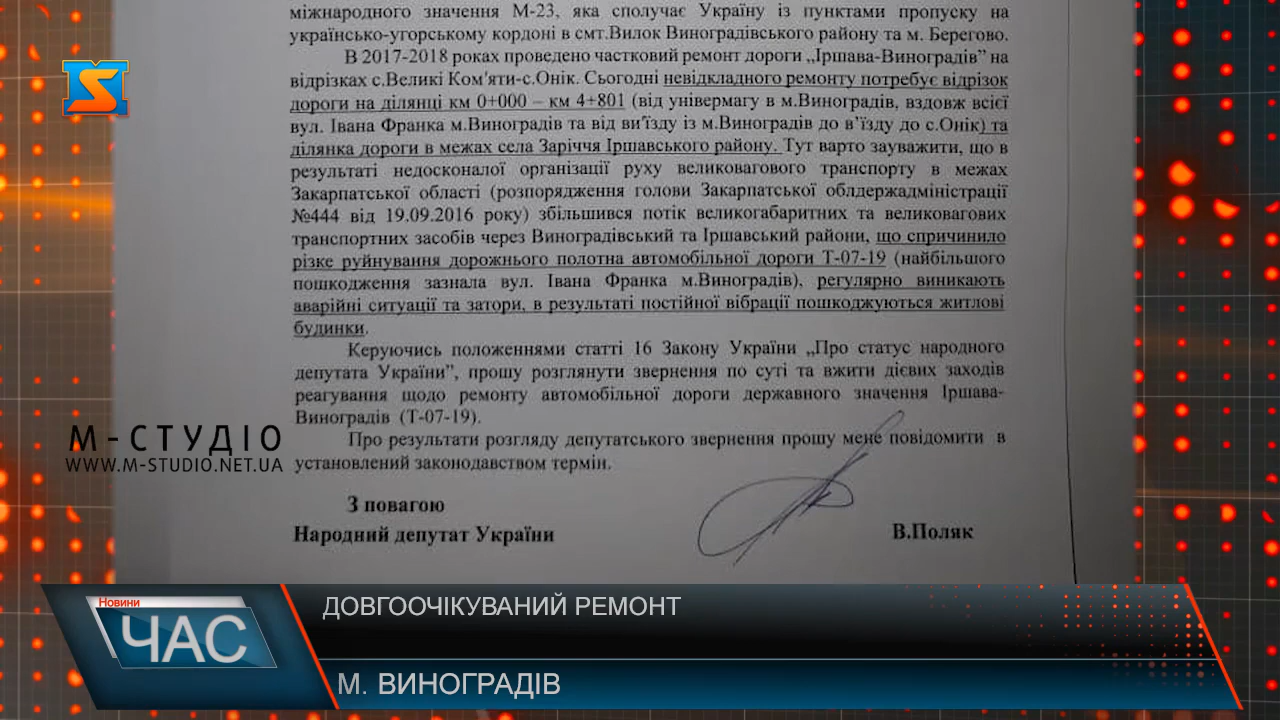 міжнародного значення М-23, яка сполучає Україну із пунктами пропуску на
українсько-угорському кордоні в смт.Вилок Виноградівського району та м. Берегово.
В 2017-2018 роках проведено частковий ремонт дороги „Іршава-Виноградів” на
відрізках с.Великі Ком'яти-с.Онік. Сьогодні невідкладного ремонту потребує відрізок
дороги на ділянці км 0+000 – км 4+801 (від універмагу в м.Виноградів, вздовж всієї
вул. Івана Франка м.Виноградів та від ви'їзду із м.Виноградів до в'їзду до с.Онік) та
ділянка дороги в межах села Заріччя Іршавського району. Тут варто зауважити, що в
результаті недосконалої організації руху великовагового транспорту в межах
Закарпатської області (розпорядження голови Закарпатської облдержадміністрації
№444 від 19.09.2016 року) збільшився потік великогабаритних та великовагових
транспортних засобів через Виноградівський та Іршавський райони, що спричинило
різке руйнування дорожнього полотна автомобільної дороги Т-07-19 (найбільшого
пошкодження зазнала вул. Івана Франка м.Виноградів), регулярно виникають
аварійні ситуації та затори, в результаті постійної вібрації пошкоджуються житлові
будинки.
Керуючись положеннями статті 16 Закону України „Про статус народного
депутата України”, прошу розглянути звернення по суті та вжити дієвих заходів
реагування щодо ремонту автомобільної дороги державного значення Іршава-
Виноградів (Т-07-19).
Про результати розгляду депутатського звернення прошу мене повідомити в
установлений законодавством термін.
З повагою
Народний депутат України
В.Поляк
М-СТУДІО
WWW.M-STUDIO.NET.UA
Новини
ЧАС
ДОВГООЧІКУВАНИЙ РЕМОНТ
М. ВИНОГРАДІВ